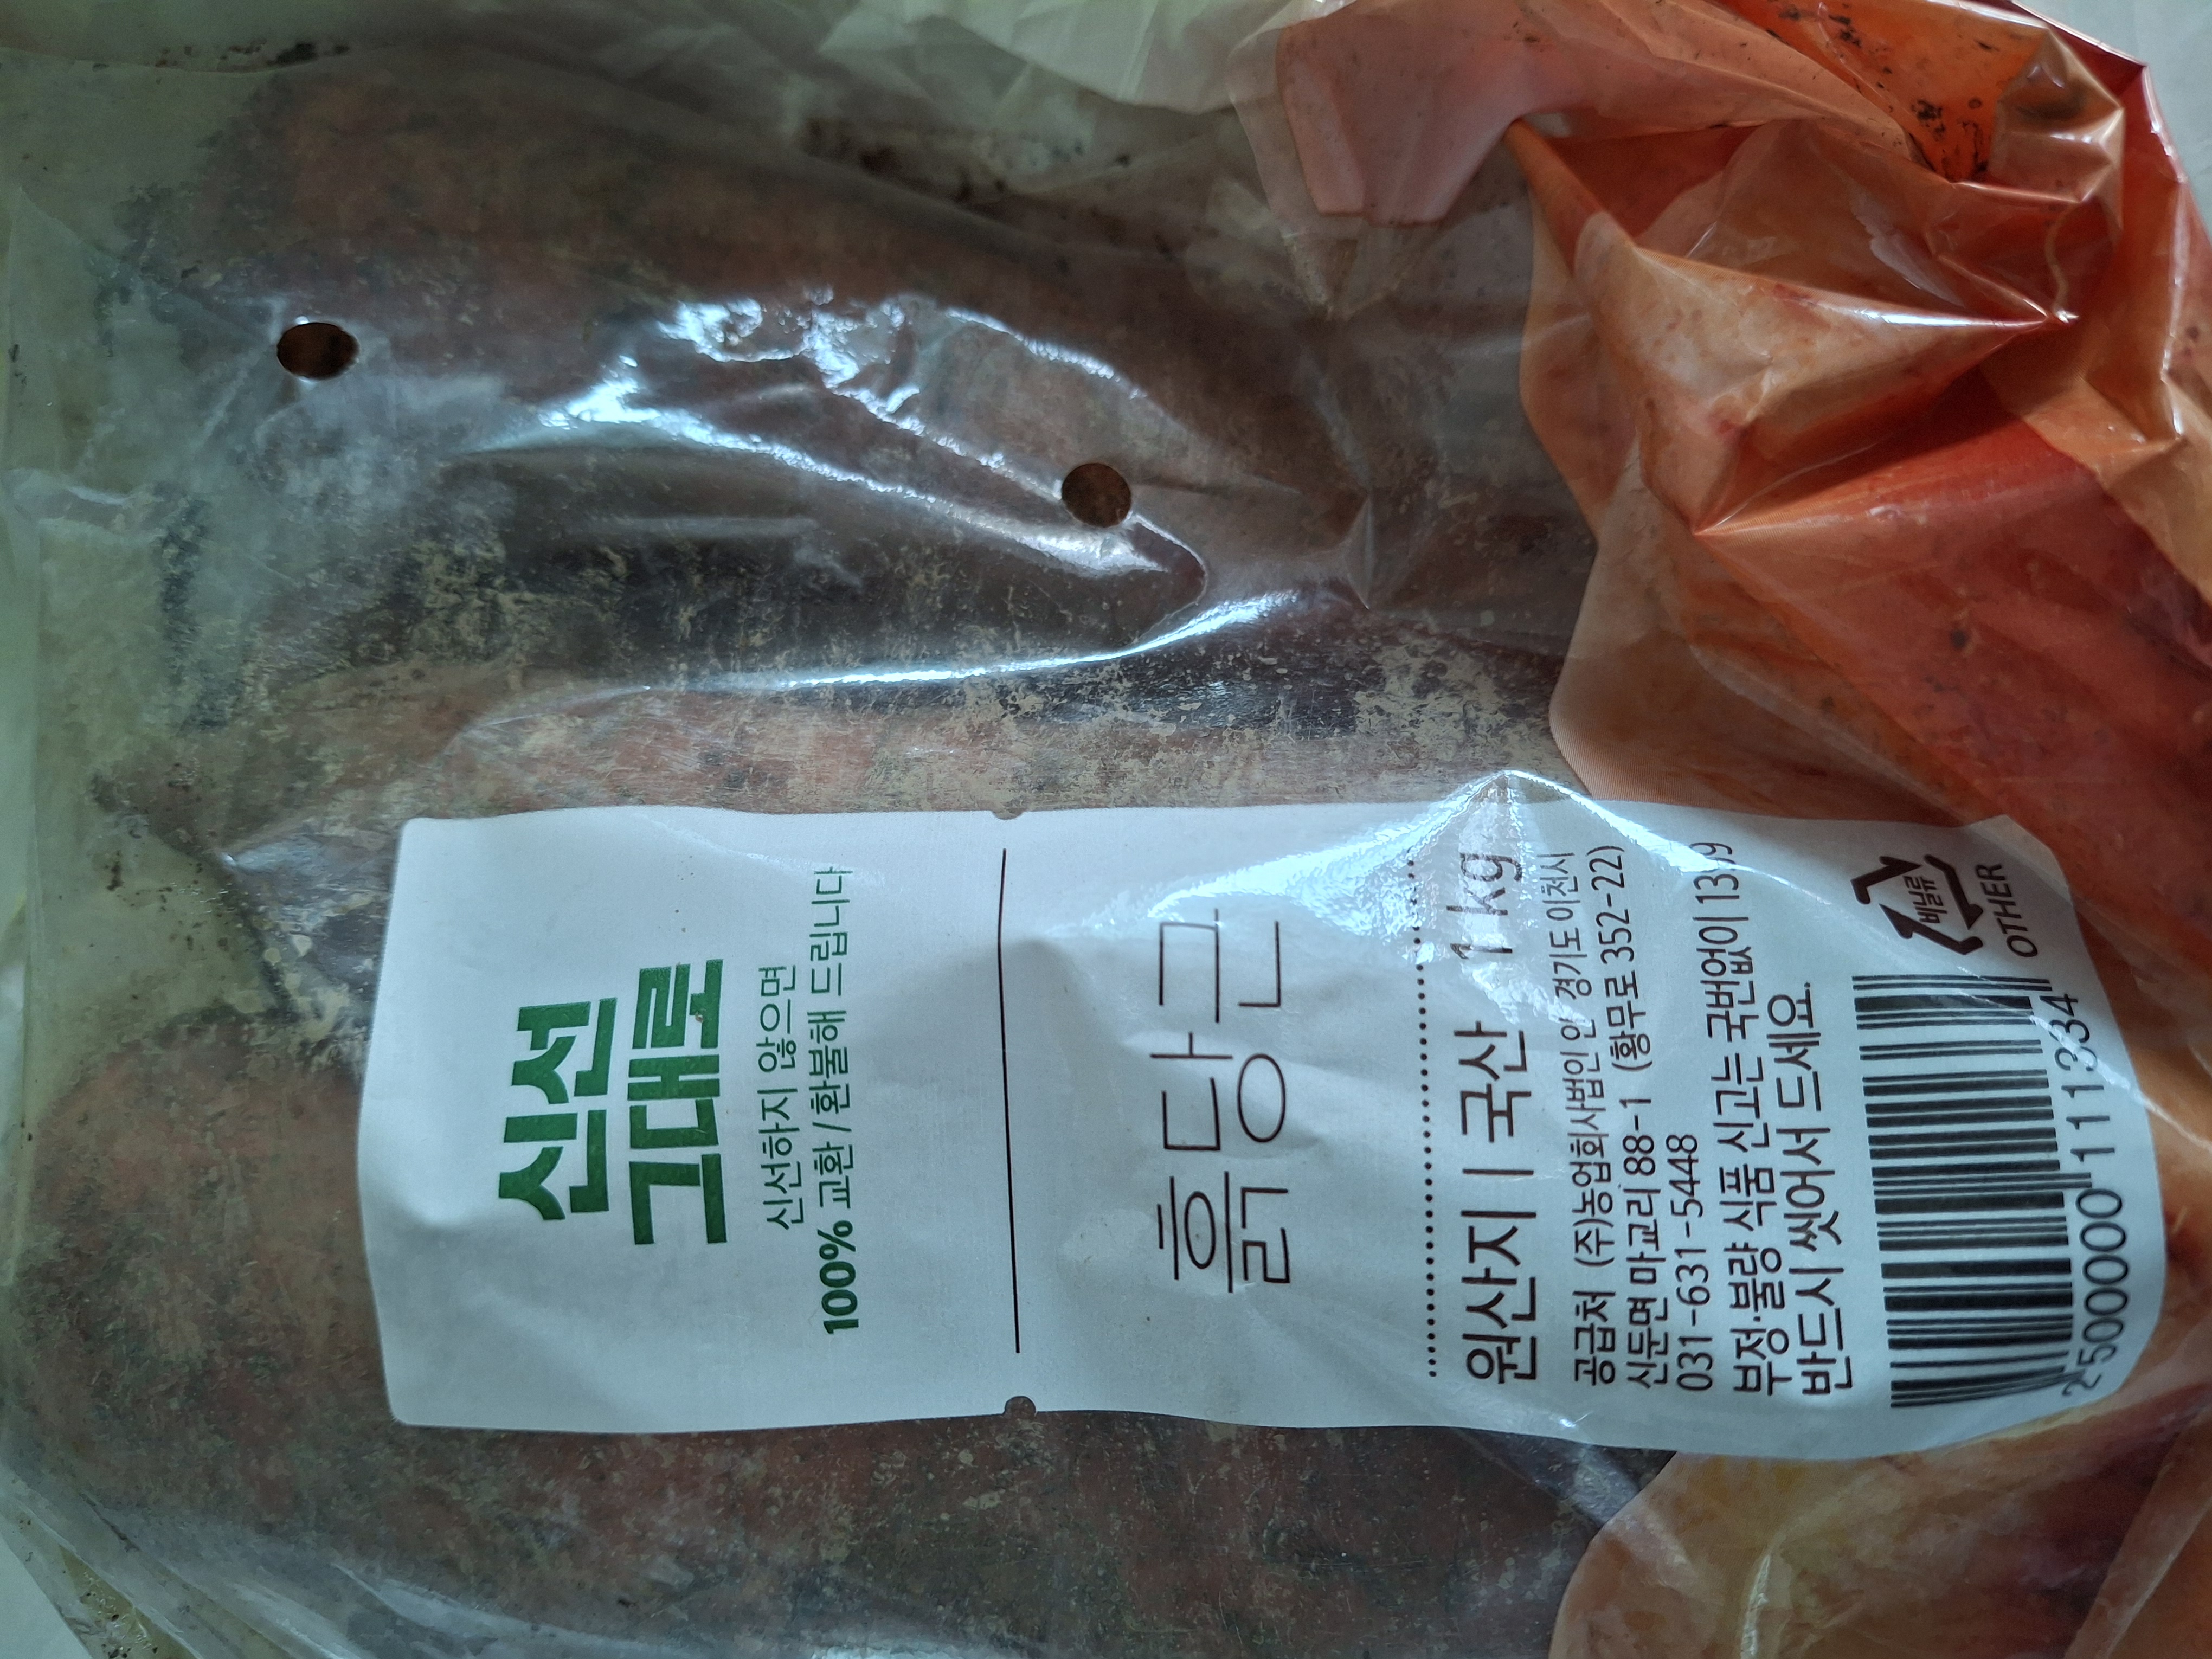 신선
그대로
신선하지 않으면
100% 교환 / 환불해 드립니다
흙당근
원산지 | 국산 1 kg
공급처 (주)농업회사법인 안 경기도 이천시
신둔면 마교리 88-1 (황무로 352-22)
031-631-5448
부정·불량 식품 신고는 국번없이
반드시 씻어서 드세요.
비닐류
OTHER
2500000111334